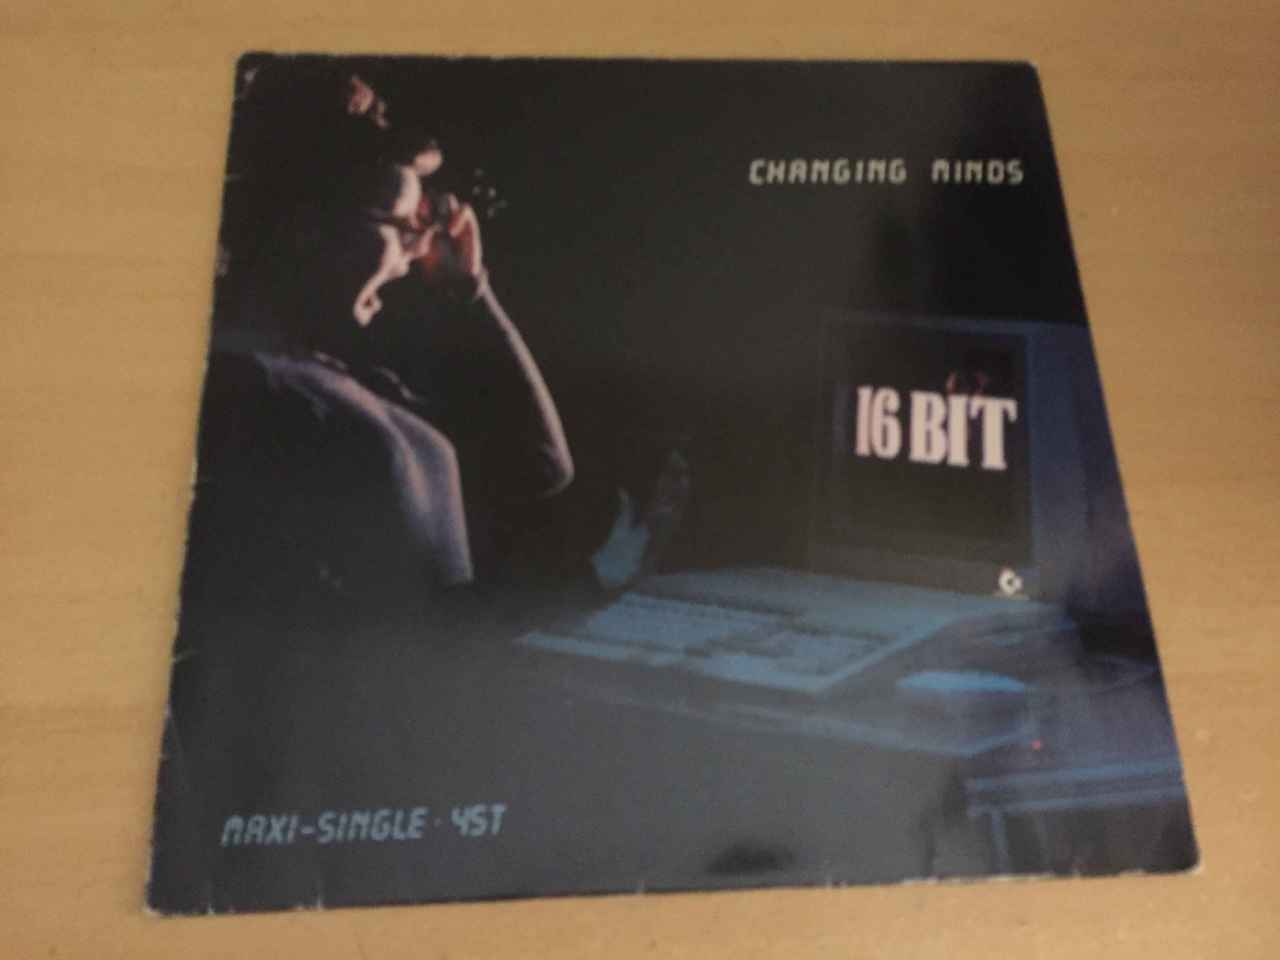 CHANGING MINDS
16 BIT
MAXI-SINGLE · 45T